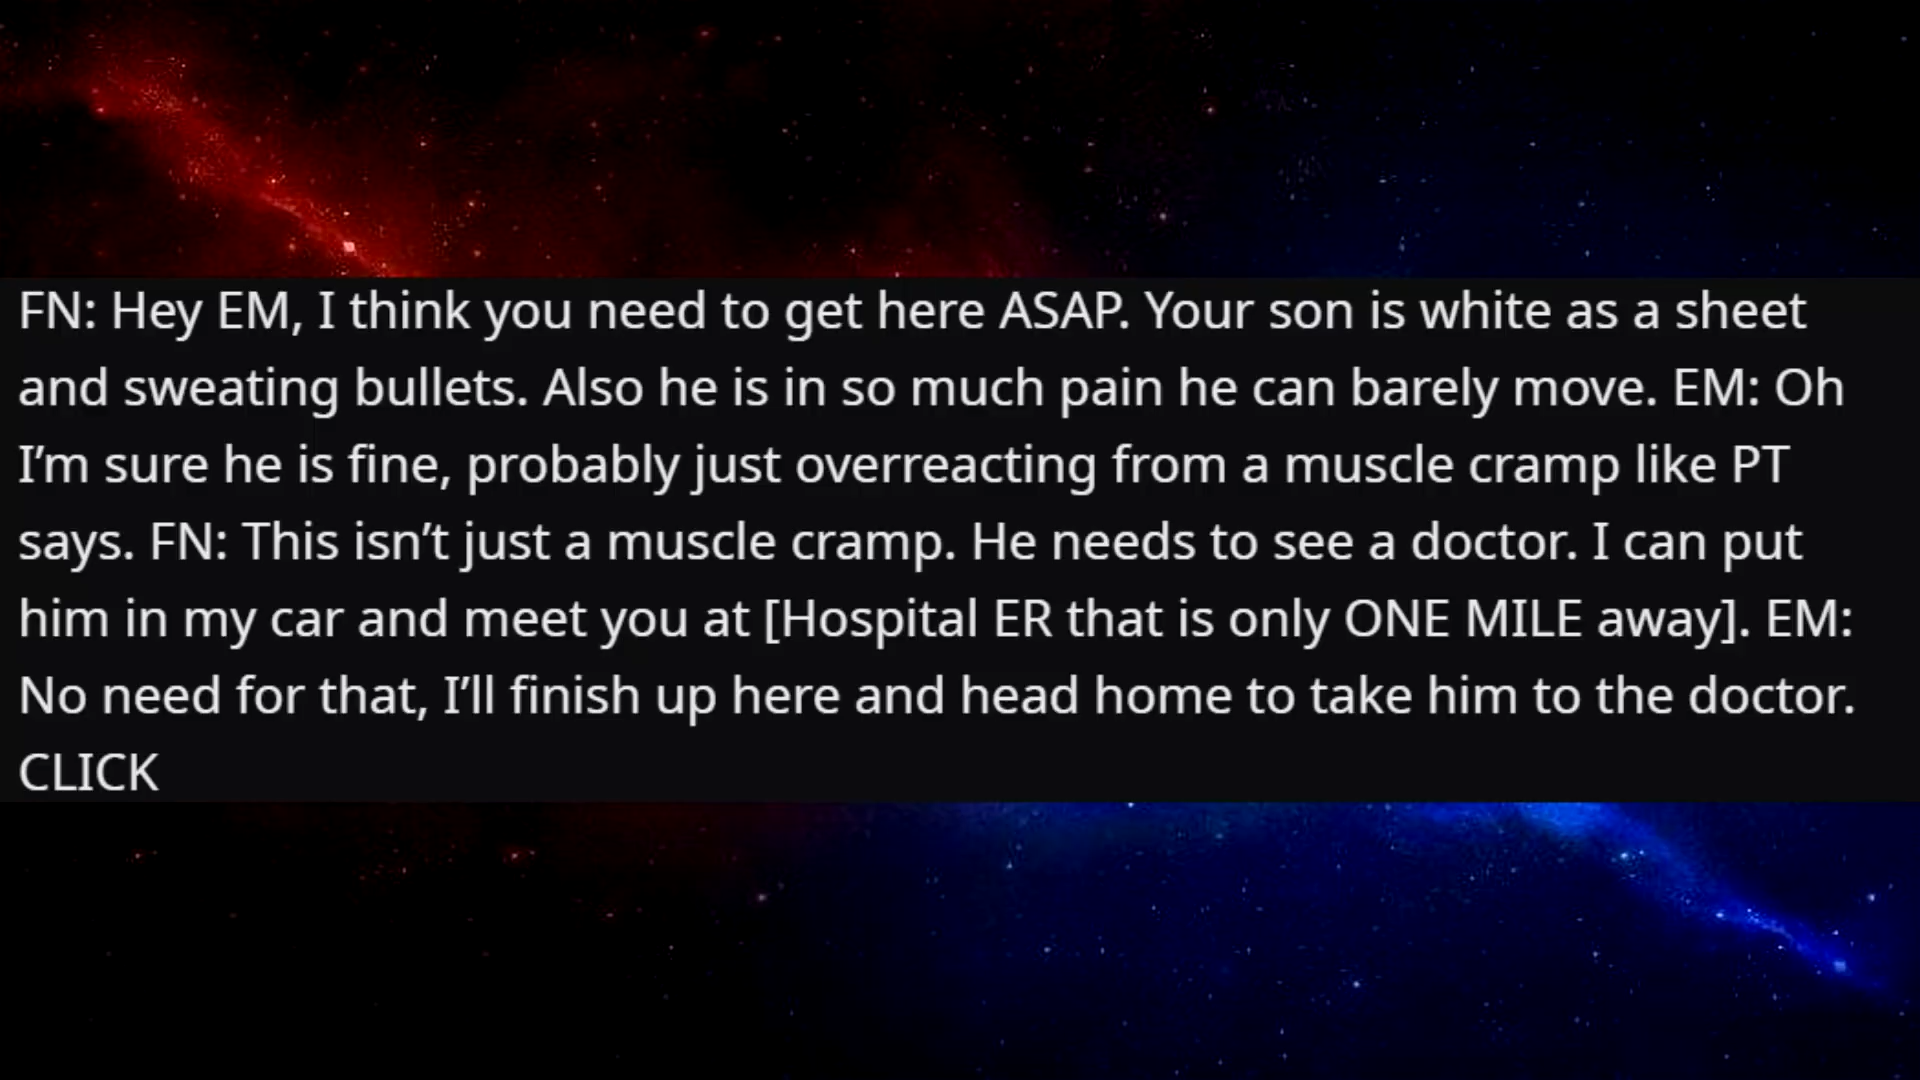 FN: Hey EM, I think you need to get here ASAP. Your son is white as a sheet
and sweating bullets. Also he is in so much pain he can barely move. EM: Oh
I’m sure he is fine, probably just overreacting from a muscle cramp like PT
says. FN: This isn’t just a muscle cramp. He needs to see a doctor. I can put
him in my car and meet you at [Hospital ER that is only ONE MILE away]. EM:
No need for that, I’ll finish up here and head home to take him to the doctor.
CLICK